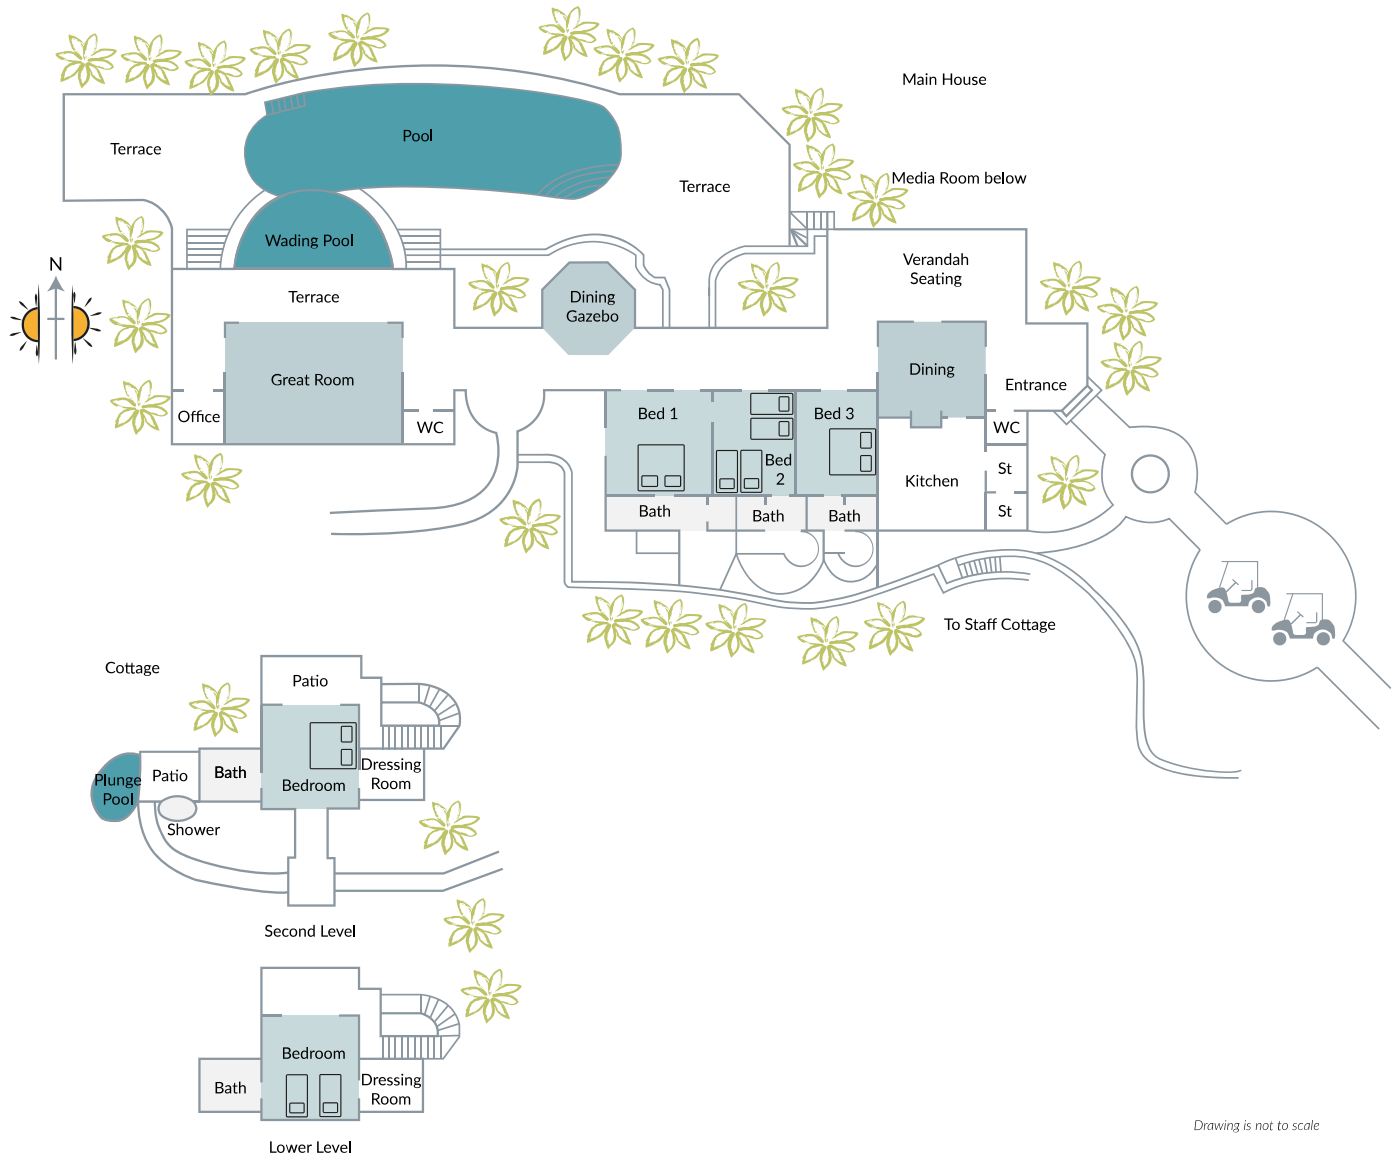 Main House
Pool
Terrace
Media Room below
Terrace
Wading Pool
N
Verandah
Seating
Terrace
Dining
Gazebo
Great Room
Dining
Entrance
Office
WC
Bed 1
Bed 3
WC
Bed
2
St
Kitchen
Bath
Bath
Bath
St
To Staff Cottage
Cottage
Patio
Plunge
Pool
Patio
Bath
Bedroom
Dressing
Room
Shower
Second Level
Bedroom
Bath
Dressing
Room
Lower Level
Drawing is not to scale